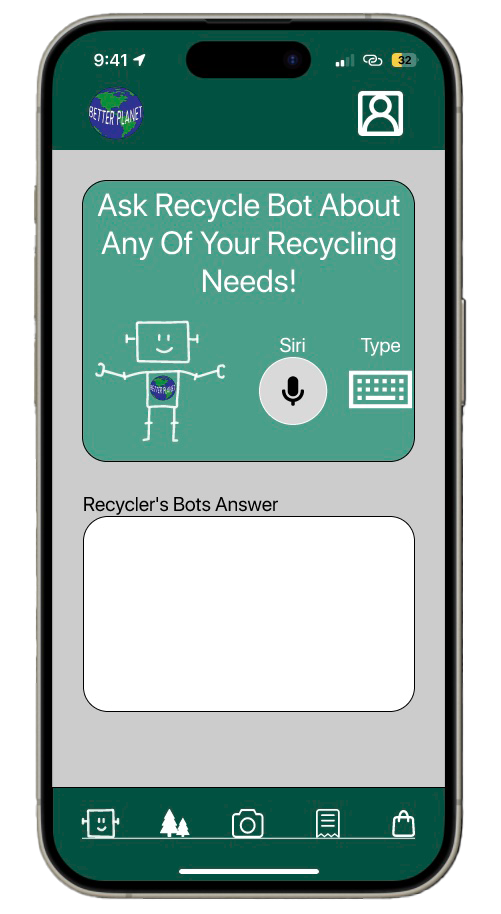 9:41
32
BETTER PLANET
Ask Recycle Bot About
Any Of Your Recycling
Needs!
Siri
Type
BETTER PLANET
Recycler's Bots Answer